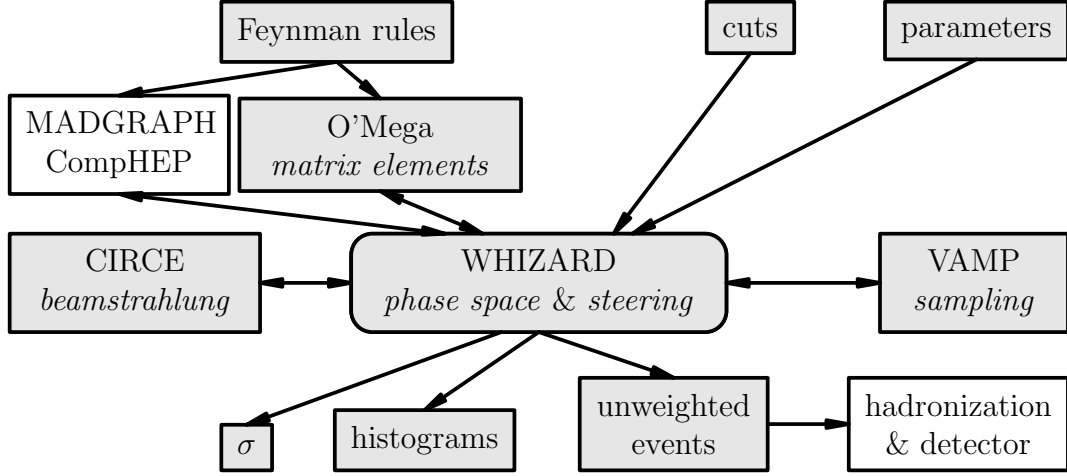 Feynman rules
cuts
parameters
MADGRAPH
CompHEP
O'Mega
matrix elements
CIRCE
beamstrahlung
WHIZARD
phase space & steering
VAMP
sampling
σ
histograms
unweighted
events
hadronization
& detector